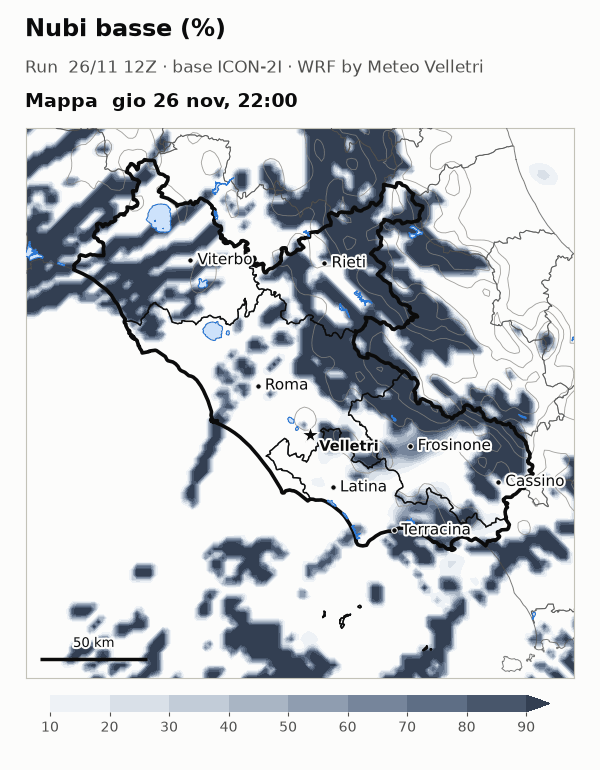 Nubi basse (%)
Run  26/11 12Z · base ICON-2I · WRF by Meteo Velletri
Mappa  gio 26 nov, 22:00
Viterbo
Rieti
Roma
Velletri
Frosinone
Latina
Cassino
Terracina
50 km
10 20 30 40 50 60 70 80 90